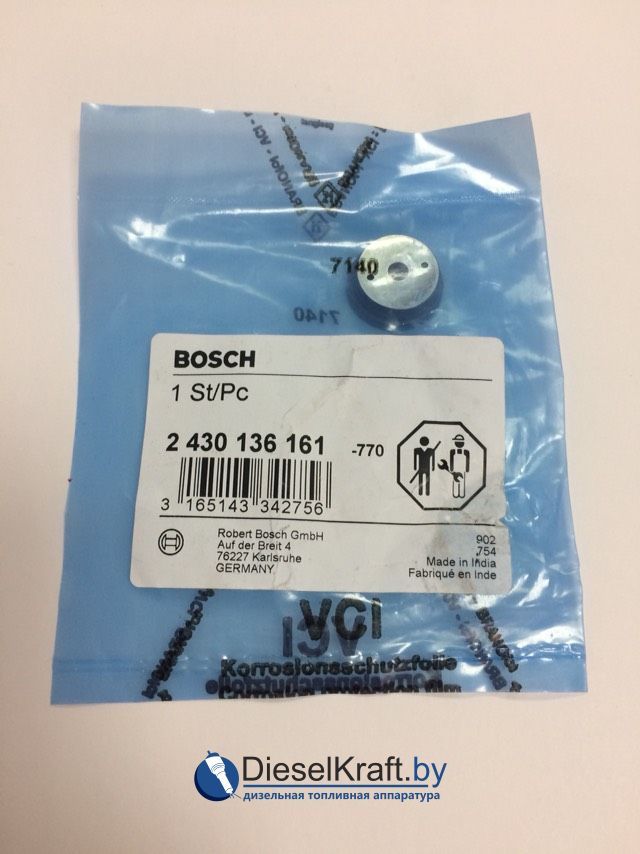 BRANOfol - VCI -
7140
7140
BOSCH
1 St/Pc
2 430 136 161 -770
3 165143 342756
Robert Bosch GmbH
Auf der Breit 4
76227 Karlsruhe
GERMANY
902
754
Made in India
Fabriqué en Inde
VCI
Korrosionsschutzfolie
DieselKraft.by
дизельная топливная аппаратура